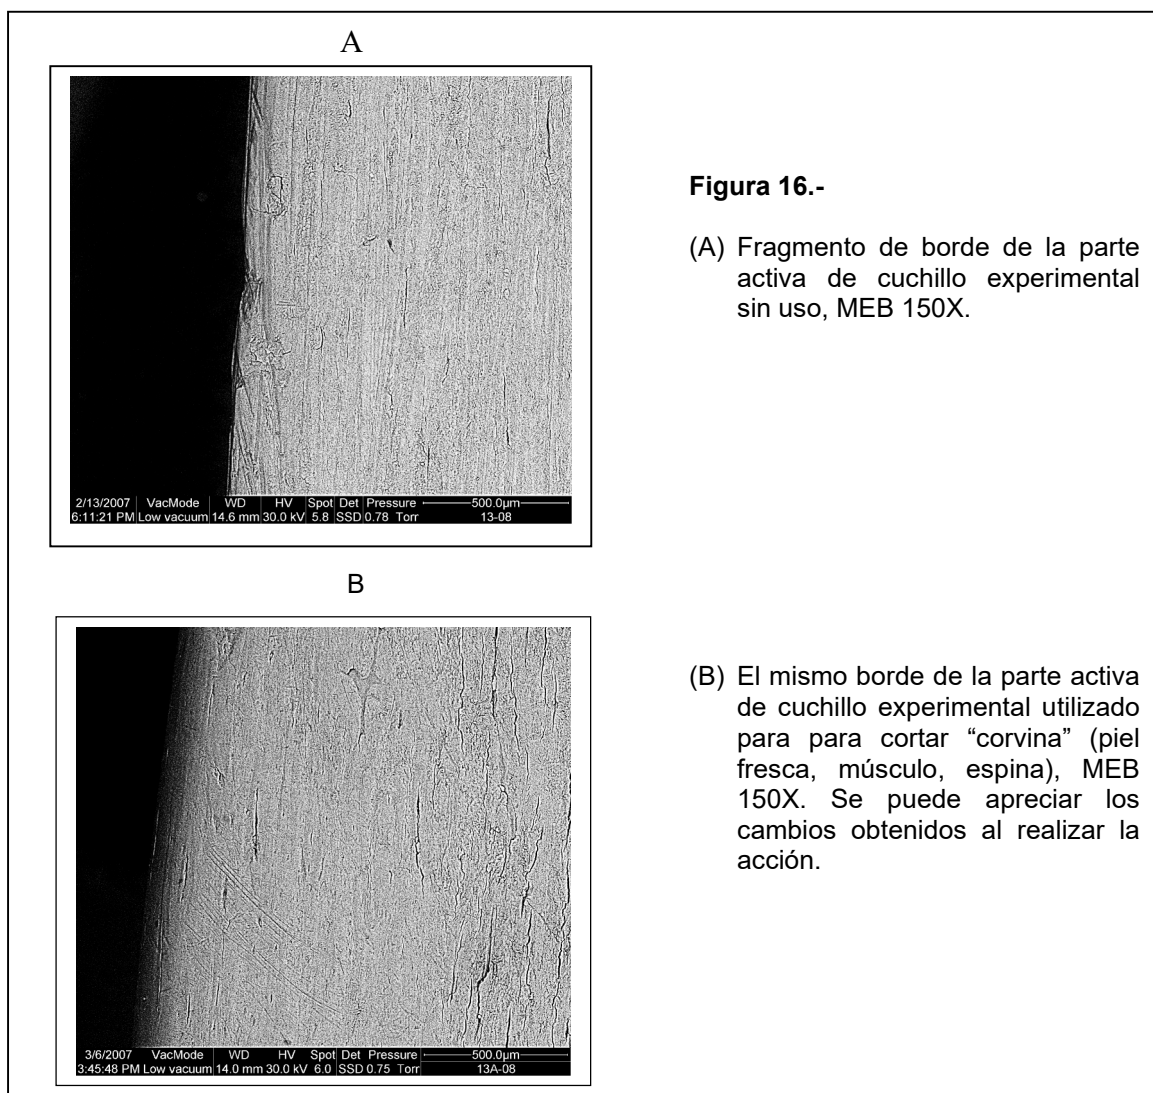 A
Figura 16.-
(A) Fragmento de borde de la parte
activa de cuchillo experimental
sin uso, MEB 150X.
2/13/2007 VacMode WD HV Spot Det Pressure 500.0µm
6:11:21 PM Low vacuum 14.6 mm 30.0 kV 5.8 SSD 0.78 Torr 13-08
B
(B) El mismo borde de la parte activa
de cuchillo experimental utilizado
para para cortar “corvina” (piel
fresca, músculo, espina), MEB
150X. Se puede apreciar los
cambios obtenidos al realizar la
acción.
3/6/2007 VacMode WD HV Spot Det Pressure 500.0µm
3:45:48 PM Low vacuum 14.0 mm 30.0 kV 6.0 SSD 0.75 Torr 13A-08